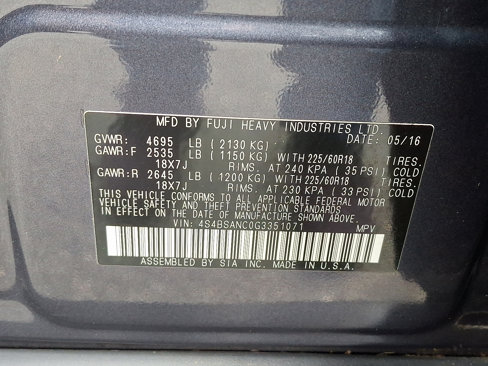 MFD BY FUJI HEAVY INDUSTRIES LTD. DATE: 05/16
GVWR: 4695 LB ( 2130 KG)
GAWR:F 2535 LB ( 1150 KG) WITH 225/60R18 TIRES.
18X7J RIMS. AT 240 KPA ( 35 PSI) COLD
GAWR:R 2645 LB ( 1200 KG) WITH 225/60R18 TIRES.
18X7J RIMS. AT 230 KPA ( 33 PSI) COLD
THIS VEHICLE CONFORMS TO ALL APPLICABLE FEDERAL MOTOR
VEHICLE SAFETY AND THEFT PREVENTION STANDARDS
IN EFFECT ON THE DATE OF MANUFACTURE SHOWN ABOVE.
VIN: 4S4BSANC0G3351071 MPV
ASSEMBLED BY SIA INC. MADE IN U.S.A.